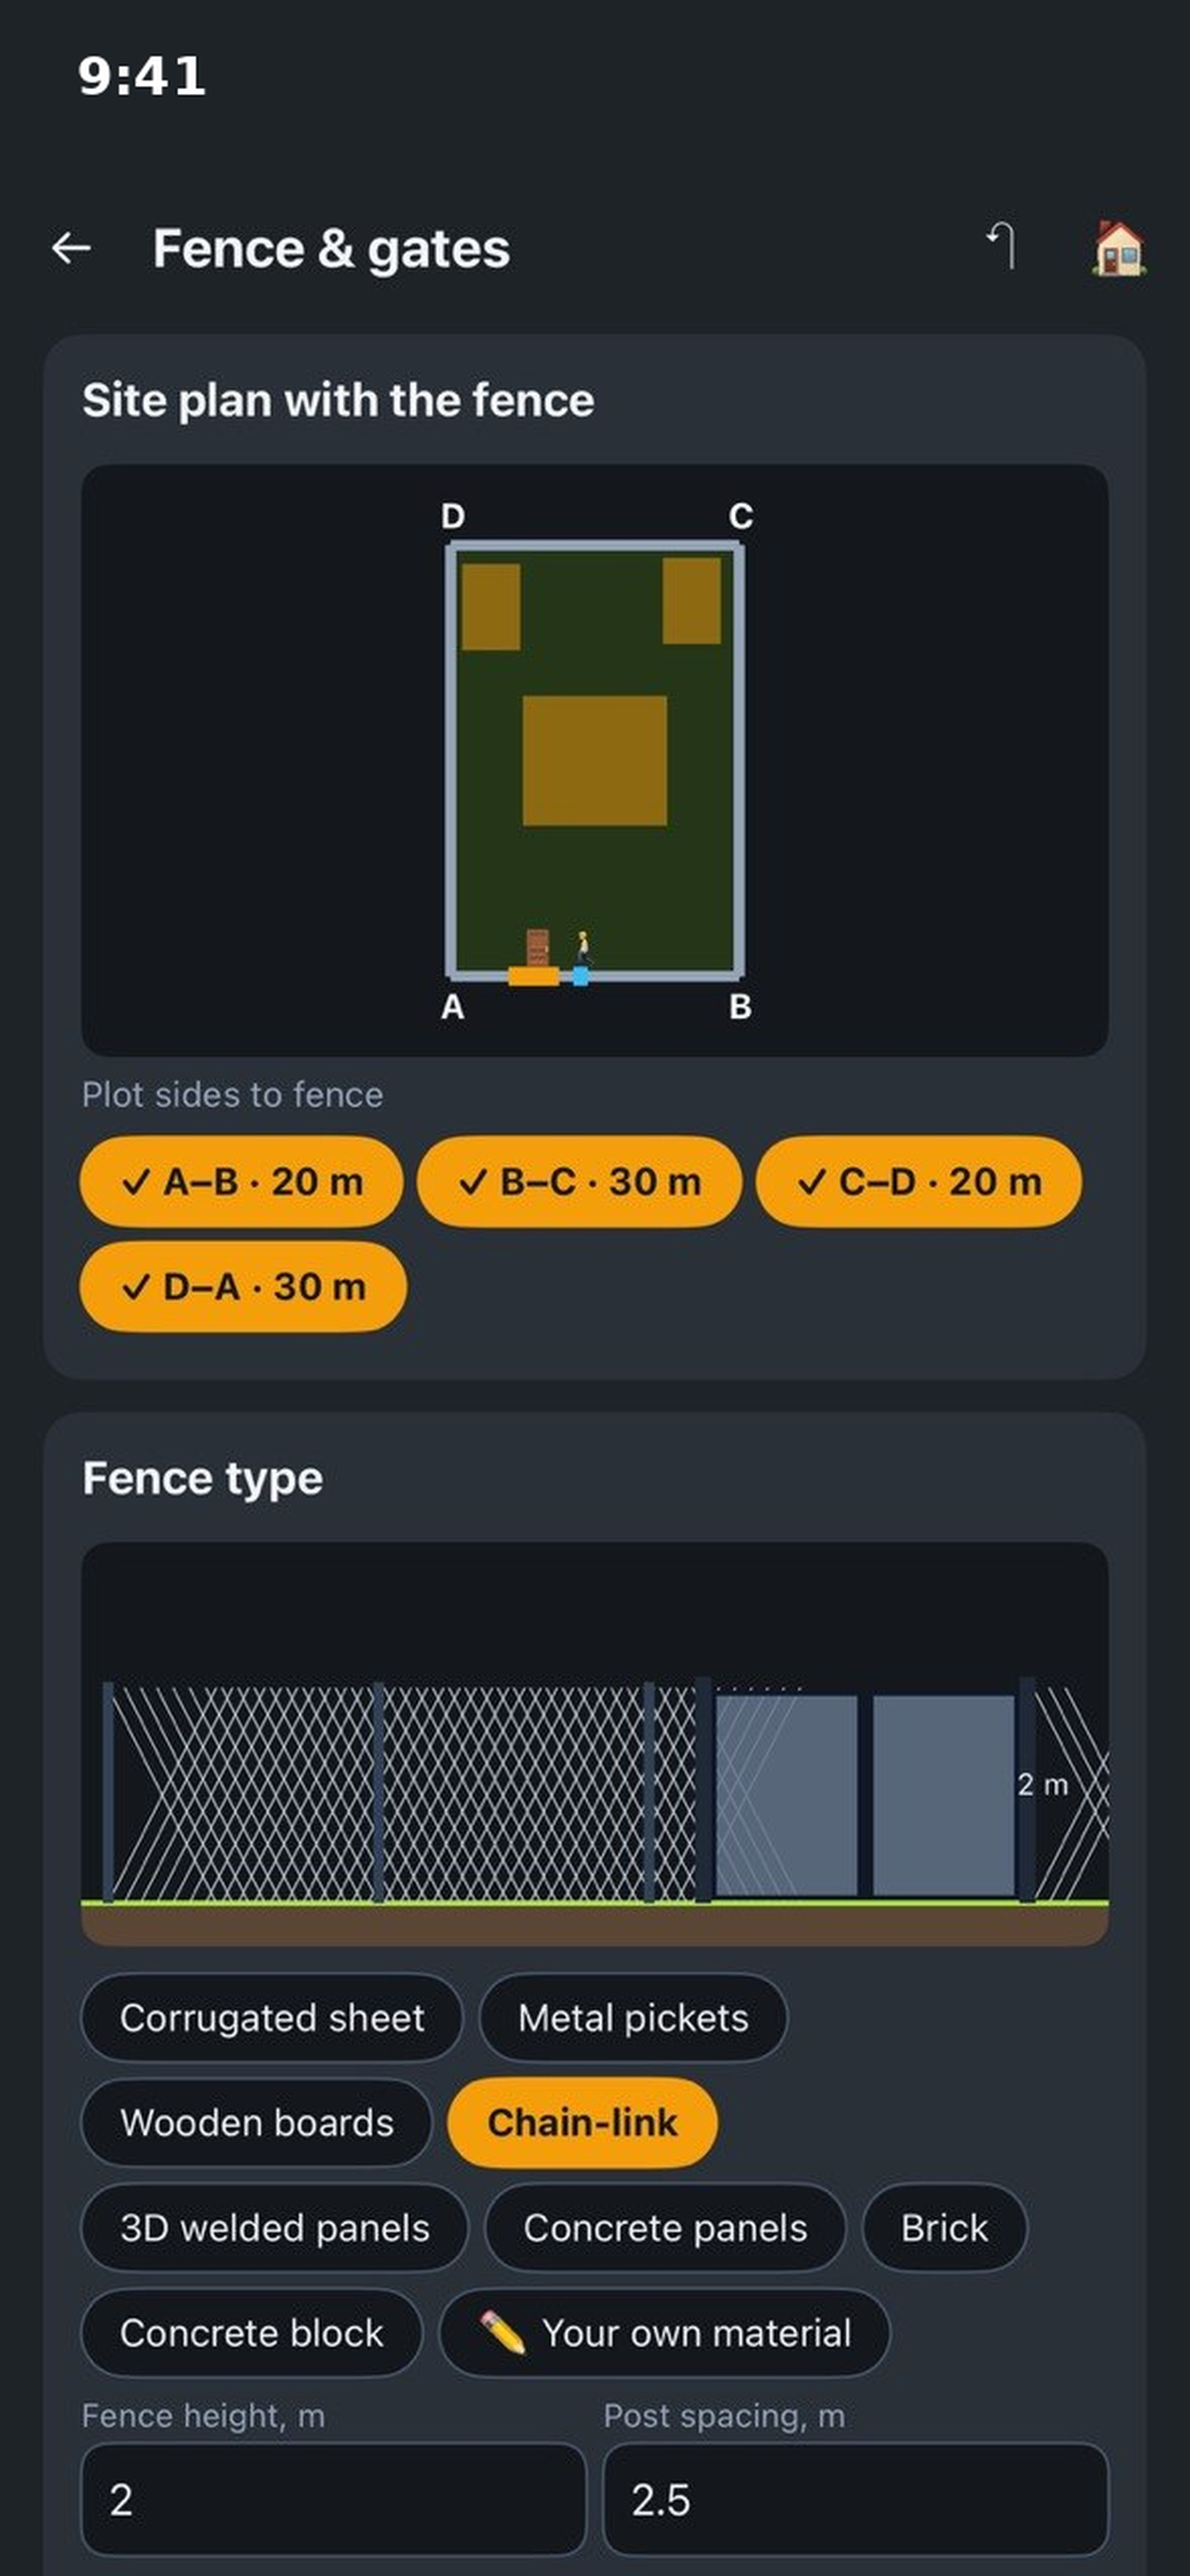 9:41
Fence & gates
Site plan with the fence
D C
A B
Plot sides to fence
✓ A–B · 20 m ✓ B–C · 30 m ✓ C–D · 20 m
✓ D–A · 30 m
Fence type
2 m
Corrugated sheet Metal pickets
Wooden boards Chain-link
3D welded panels Concrete panels Brick
Concrete block Your own material
Fence height, m Post spacing, m
2 2.5